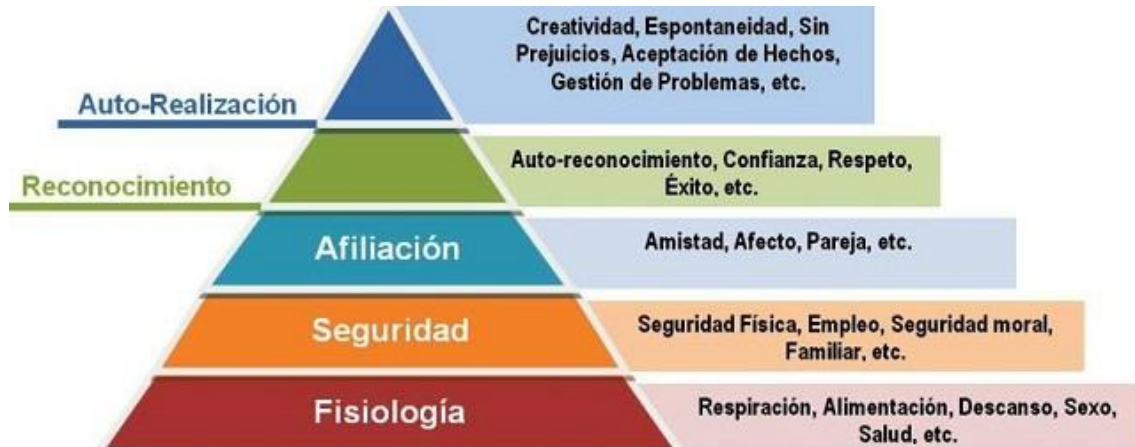 Creatividad, Espontaneidad, Sin
Prejuicios, Aceptación de Hechos,
Gestión de Problemas, etc.
Auto-Realización
Auto-reconocimiento, Confianza, Respeto,
Éxito, etc.
Reconocimiento
Afiliación
Amistad, Afecto, Pareja, etc.
Seguridad
Seguridad Física, Empleo, Seguridad moral,
Familiar, etc.
Fisiología
Respiración, Alimentación, Descanso, Sexo,
Salud, etc.